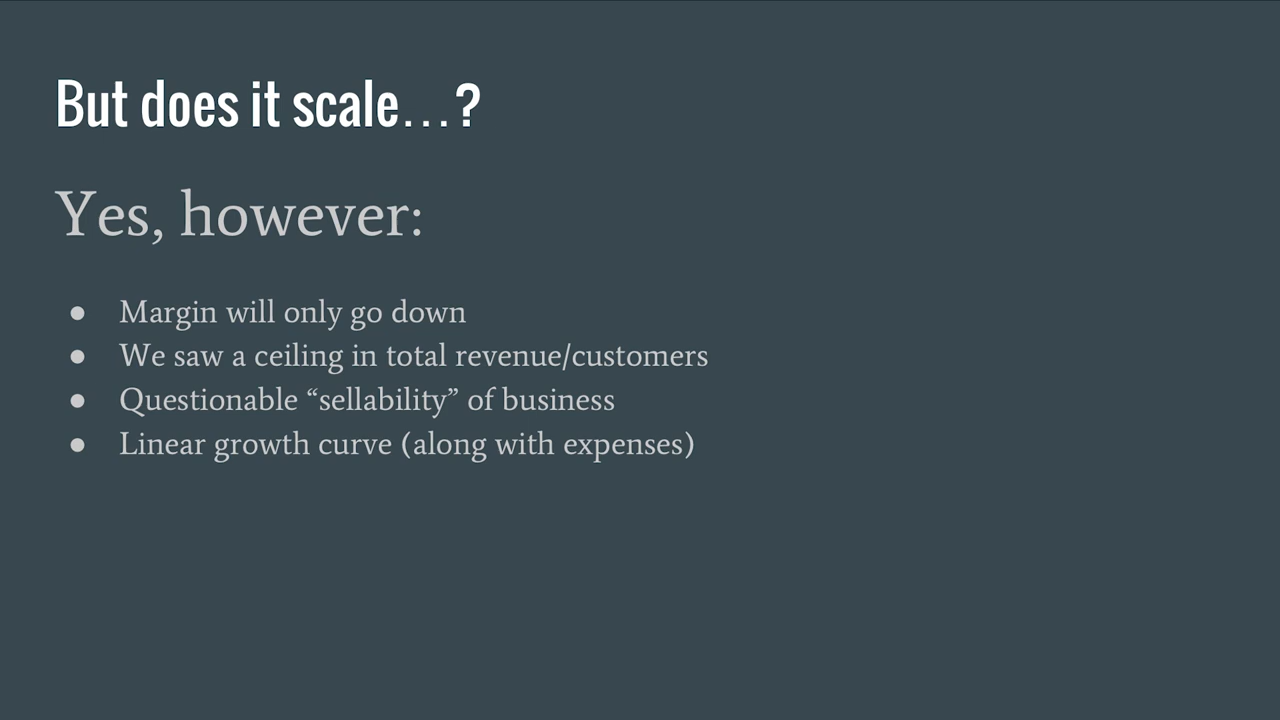 But does it scale…?
Yes, however:
● Margin will only go down
● We saw a ceiling in total revenue/customers
● Questionable “sellability” of business
● Linear growth curve (along with expenses)